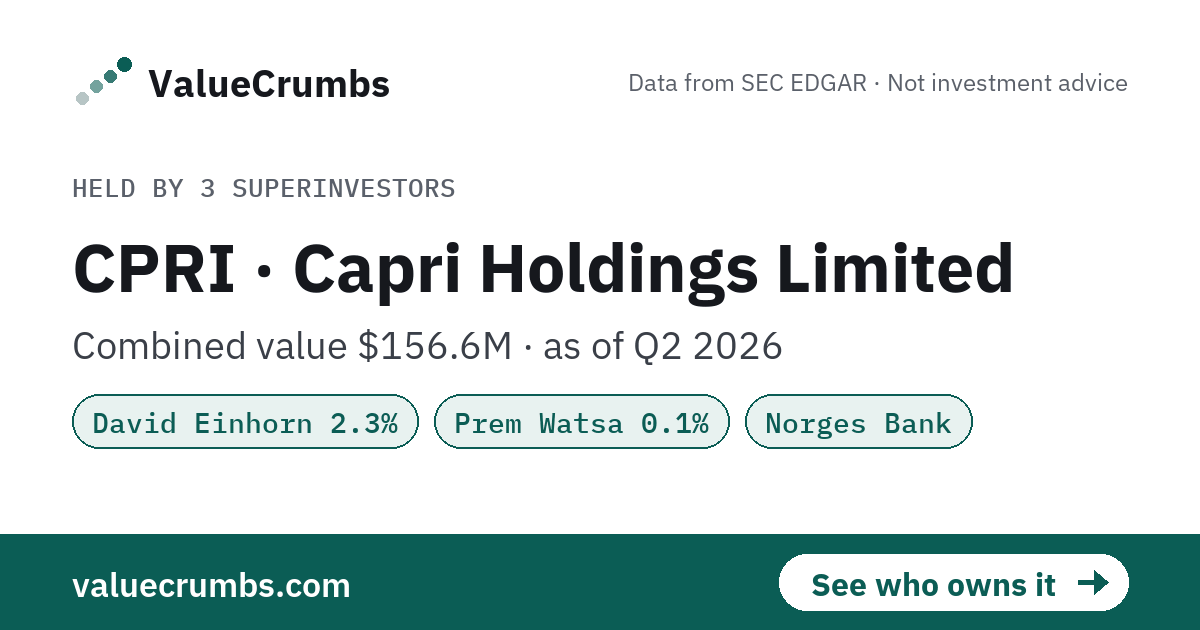 ValueCrumbs
Data from SEC EDGAR · Not investment advice
HELD BY 3 SUPERINVESTORS
CPRI · Capri Holdings Limited
Combined value $156.6M · as of Q2 2026
David Einhorn 2.3% Prem Watsa 0.1% Norges Bank
valuecrumbs.com
See who owns it →